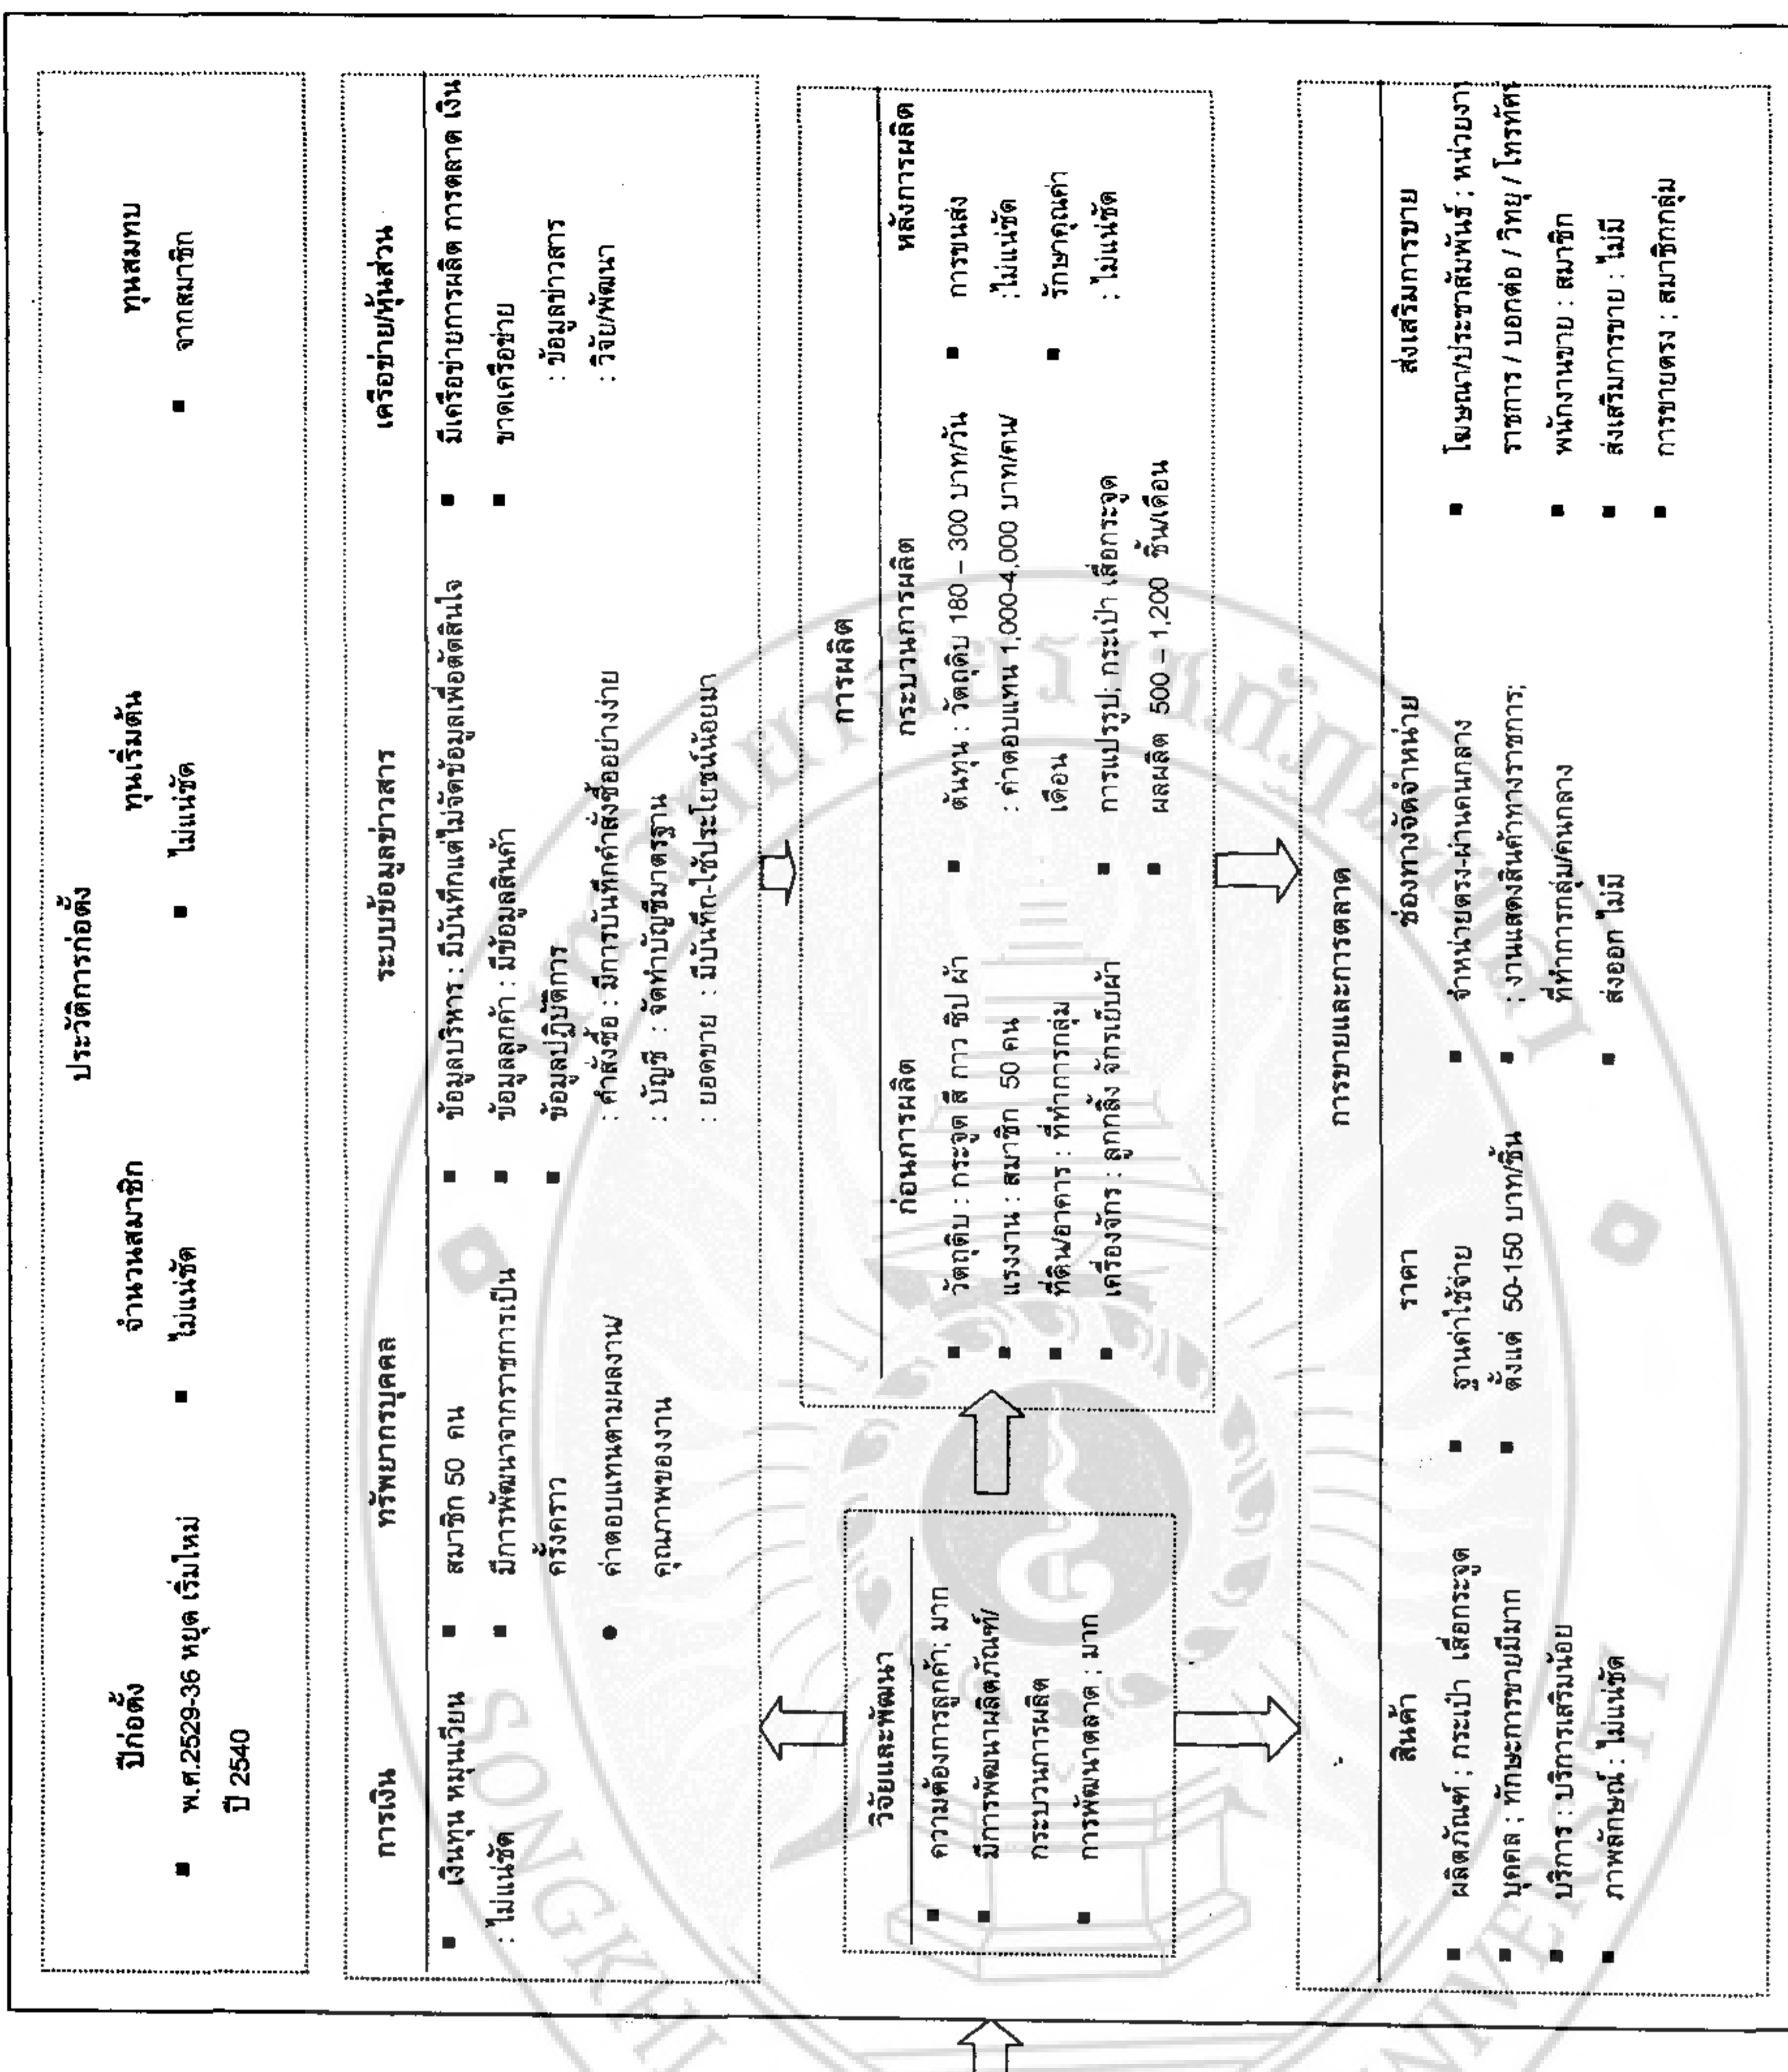 ประวัติการก่อตั้ง
ปีก่อตั้ง
▪ พ.ศ.2529-36 หยุด เริ่มใหม่
ปี 2540
จำนวนสมาชิก
▪ ไม่แน่ชัด
ทุนเริ่มต้น
▪ ไม่แน่ชัด
ทุนสมทบ
▪ จากสมาชิก
การเงิน
▪ เงินทุน หมุนเวียน
: ไม่แน่ชัด
ทรัพยากรบุคคล
▪ สมาชิก 50 คน
▪ มีการพัฒนาจากราชการเป็น
ครั้งคราว
● ค่าตอบแทนตามผลงาน/
คุณภาพของงาน
ระบบข้อมูลข่าวสาร
▪ ข้อมูลบริหาร : มีบันทึกแต่ไม่จัดข้อมูลเพื่อตัดสินใจ
▪ ข้อมูลลูกค้า : มีข้อมูลสินค้า
▪ ข้อมูลปฏิบัติการ
: คำสั่งซื้อ : มีการบันทึกคำสั่งซื้ออย่างง่าย
: บัญชี : จัดทำบัญชีมาตรฐาน
: ยอดขาย : มีบันทึก-ใช้ประโยชน์น้อยมา
เครือข่าย/หุ้นส่วน
▪ มีเครือข่ายการผลิต การตลาด เงิน
▪ ขาดเครือข่าย
: ข้อมูลข่าวสาร
: วิจัย/พัฒนา
วิจัยและพัฒนา
▪ ความต้องการลูกค้า; มาก
▪ มีการพัฒนาผลิตภัณฑ์/
กระบวนการผลิต
▪ การพัฒนาตลาด ; มาก
การผลิต
ก่อนการผลิต
▪ วัตถุดิบ : กระจูด สี กาว ซิป ผ้า
▪ แรงงาน : สมาชิก 50 คน
▪ ที่ดิน/อาคาร : ที่ทำการกลุ่ม
▪ เครื่องจักร : ลูกกลิ้ง จักรเย็บผ้า
กระบวนการผลิต
▪ ต้นทุน : วัตถุดิบ 180 – 300 บาท/วัน
: ค่าตอบแทน 1,000-4,000 บาท/คน/
เดือน
▪ การแปรรูป; กระเป๋า เสื่อกระจูด
▪ ผลผลิต 500 – 1,200 ชิ้น/เดือน
หลังการผลิต
▪ การขนส่ง
:ไม่แน่ชัด
▪ รักษาคุณค่า
: ไม่แน่ชัด
การขายและการตลาด
สินค้า
▪ ผลิตภัณฑ์ ; กระเป๋า เสื่อกระจูด
▪ บุคคล ; ทักษะการขายมีมาก
▪ บริการ : บริการเสริมน้อย
▪ ภาพลักษณ์ : ไม่แน่ชัด
ราคา
▪ ฐานค่าใช้จ่าย
▪ ตั้งแต่ 50-150 บาท/ชิ้น
ช่องทางจัดจำหน่าย
▪ จำหน่ายตรง-ผ่านคนกลาง
▪ ; งานแสดงสินค้าทางราชการ;
ที่ทำการกลุ่ม/คนกลาง
▪ ส่งออก ไม่มี
ส่งเสริมการขาย
▪ โฆษณา/ประชาสัมพันธ์ ; หน่วยงาน
ราชการ / บอกต่อ / วิทยุ / โทรทัศน์
▪ พนักงานขาย : สมาชิก
▪ ส่งเสริมการขาย : ไม่มี
▪ การขายตรง ; สมาชิกกลุ่ม